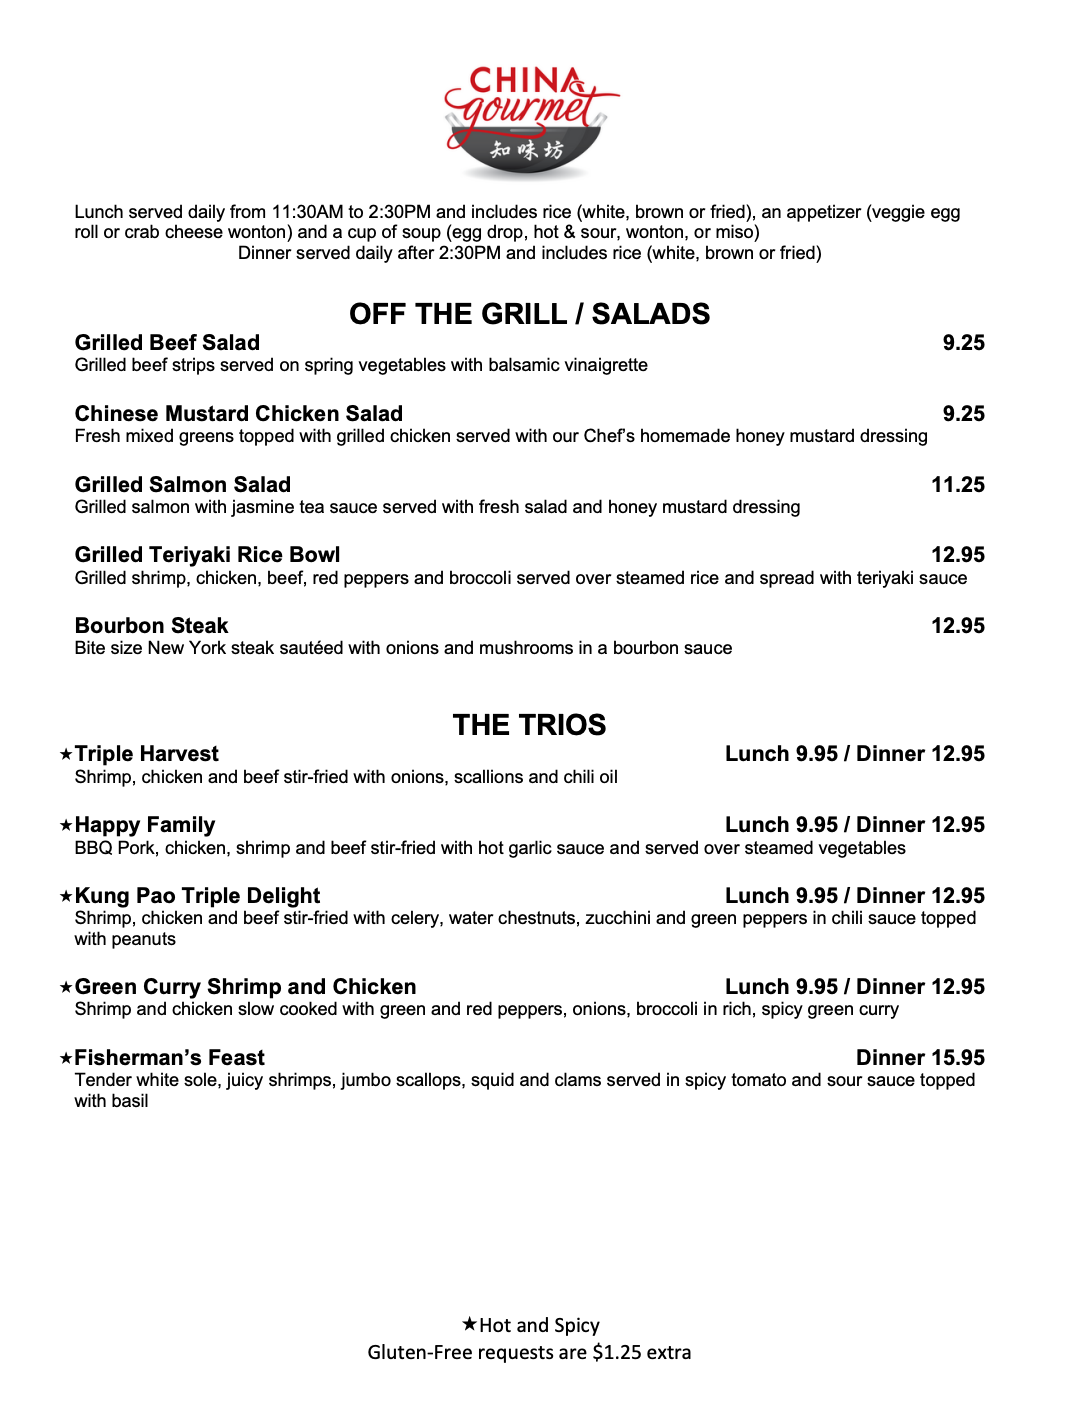 CHINA
gourmet
知味坊
Lunch served daily from 11:30AM to 2:30PM and includes rice (white, brown or fried), an appetizer (veggie egg
roll or crab cheese wonton) and a cup of soup (egg drop, hot & sour, wonton, or miso)
Dinner served daily after 2:30PM and includes rice (white, brown or fried)
OFF THE GRILL / SALADS
Grilled Beef Salad 9.25
Grilled beef strips served on spring vegetables with balsamic vinaigrette
Chinese Mustard Chicken Salad 9.25
Fresh mixed greens topped with grilled chicken served with our Chef’s homemade honey mustard dressing
Grilled Salmon Salad 11.25
Grilled salmon with jasmine tea sauce served with fresh salad and honey mustard dressing
Grilled Teriyaki Rice Bowl 12.95
Grilled shrimp, chicken, beef, red peppers and broccoli served over steamed rice and spread with teriyaki sauce
Bourbon Steak 12.95
Bite size New York steak sautéed with onions and mushrooms in a bourbon sauce
THE TRIOS
★Triple Harvest Lunch 9.95 / Dinner 12.95
Shrimp, chicken and beef stir-fried with onions, scallions and chili oil
★Happy Family Lunch 9.95 / Dinner 12.95
BBQ Pork, chicken, shrimp and beef stir-fried with hot garlic sauce and served over steamed vegetables
★Kung Pao Triple Delight Lunch 9.95 / Dinner 12.95
Shrimp, chicken and beef stir-fried with celery, water chestnuts, zucchini and green peppers in chili sauce topped
with peanuts
★Green Curry Shrimp and Chicken Lunch 9.95 / Dinner 12.95
Shrimp and chicken slow cooked with green and red peppers, onions, broccoli in rich, spicy green curry
★Fisherman’s Feast Dinner 15.95
Tender white sole, juicy shrimps, jumbo scallops, squid and clams served in spicy tomato and sour sauce topped
with basil
★Hot and Spicy
Gluten-Free requests are $1.25 extra